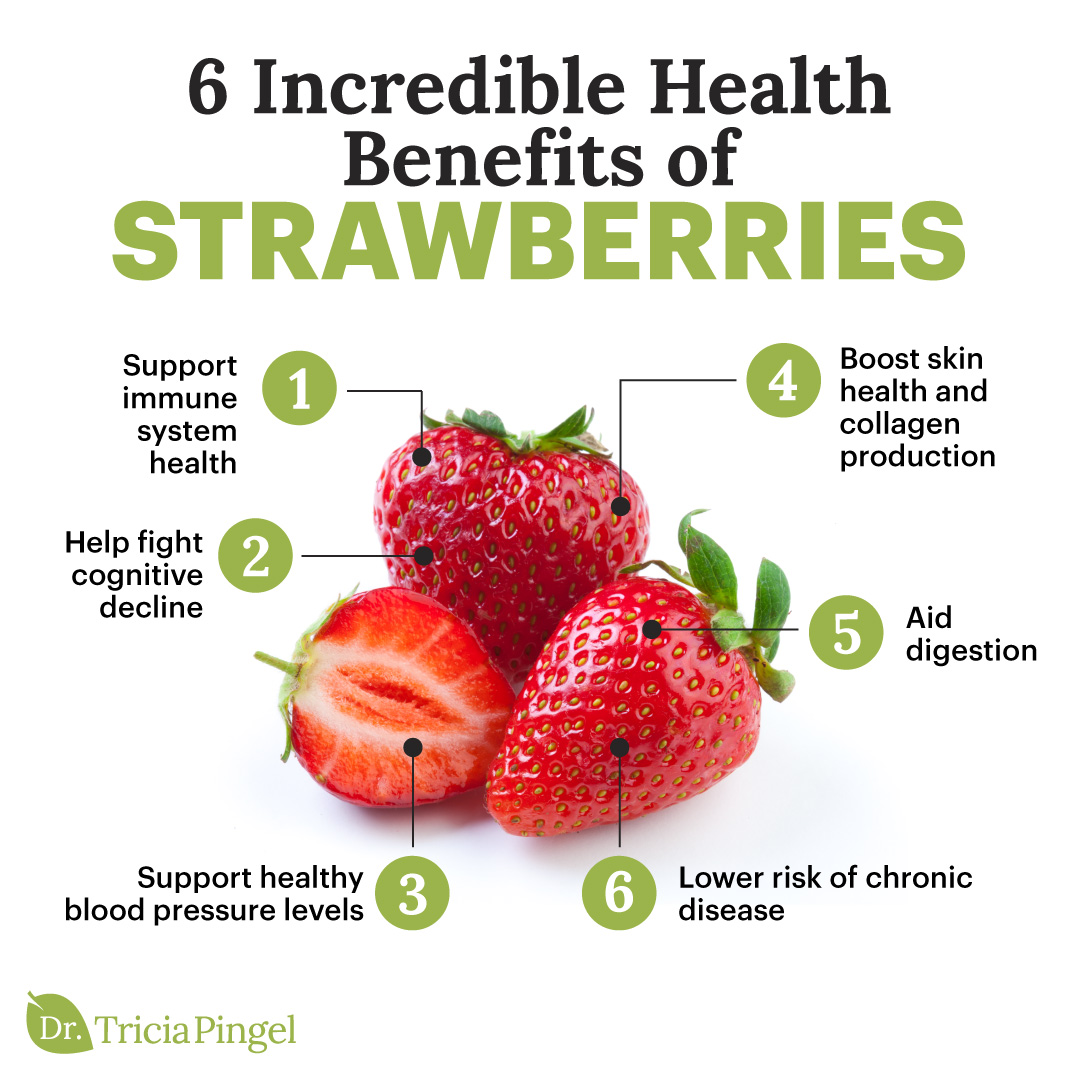 6 Incredible Health
Benefits of
STRAWBERRIES
1
Support
immune
system
health
2
Help fight
cognitive
decline
3
Support healthy
blood pressure levels
4
Boost skin
health and
collagen
production
5
Aid
digestion
6
Lower risk of chronic
disease
Dr. Tricia Pingel